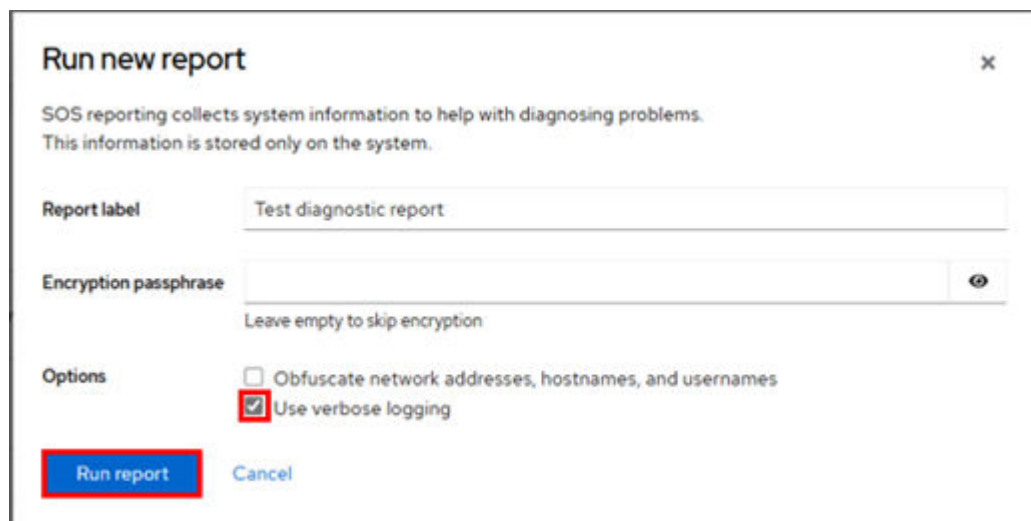 Run new report
SOS reporting collects system information to help with diagnosing problems.
This information is stored only on the system.
Report label
Test diagnostic report
Encryption passphrase
Leave empty to skip encryption
Options
Obfuscate network addresses, hostnames, and usernames
Use verbose logging
Run report
Cancel